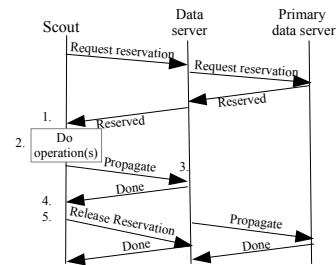 Scout
Data
server
Primary
data server
Request reservation
Request reservation
Reserved
1.
Reserved
2.
Do
operation(s)
Propagate
3.
Done
4.
5.
Release Reservation
Propagate
Done
Done